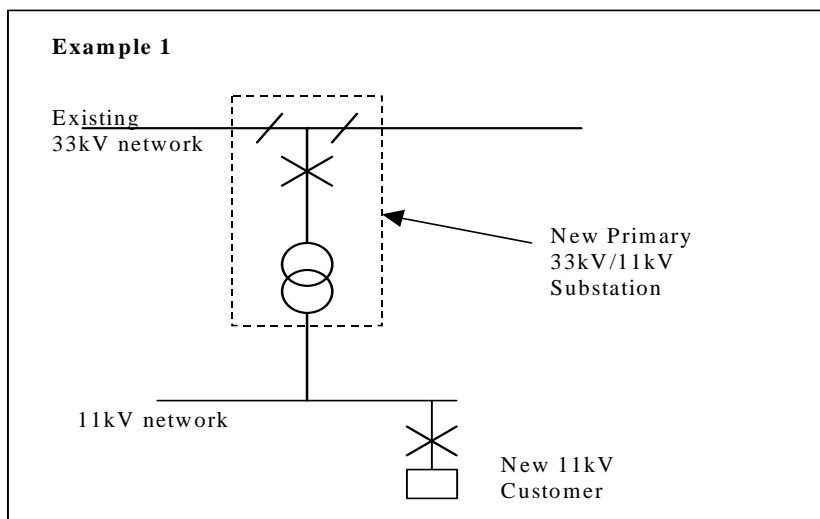 Example 1
Existing
33kV network
New Primary
33kV/11kV
Substation
11kV network
New 11kV
Customer